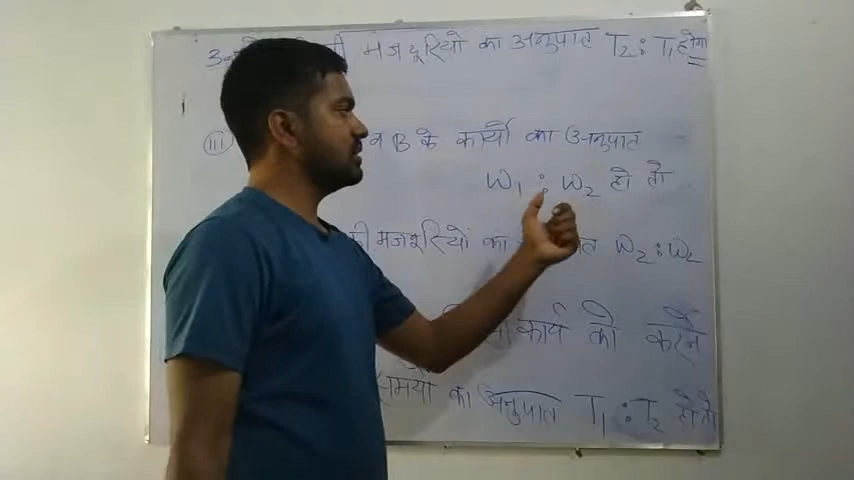 मजदूरियो का अनुपात T₂ : T₁ होगा
(iii) व B के कार्यों का अनुपात
W₁ : W₂ हो तो
की मजदूरियों का W₂ : W₂
कार्य को करने
समयों का अनुपात T₁ : T₂ हो तो